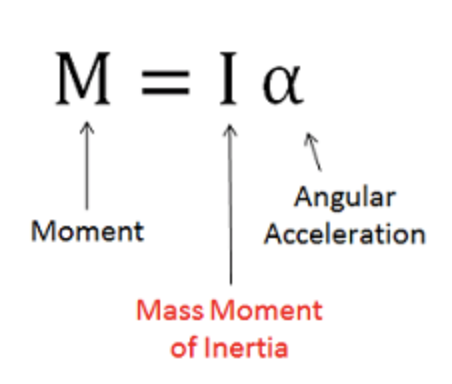 M = I α
Moment
Angular
Acceleration
Mass Moment
of Inertia